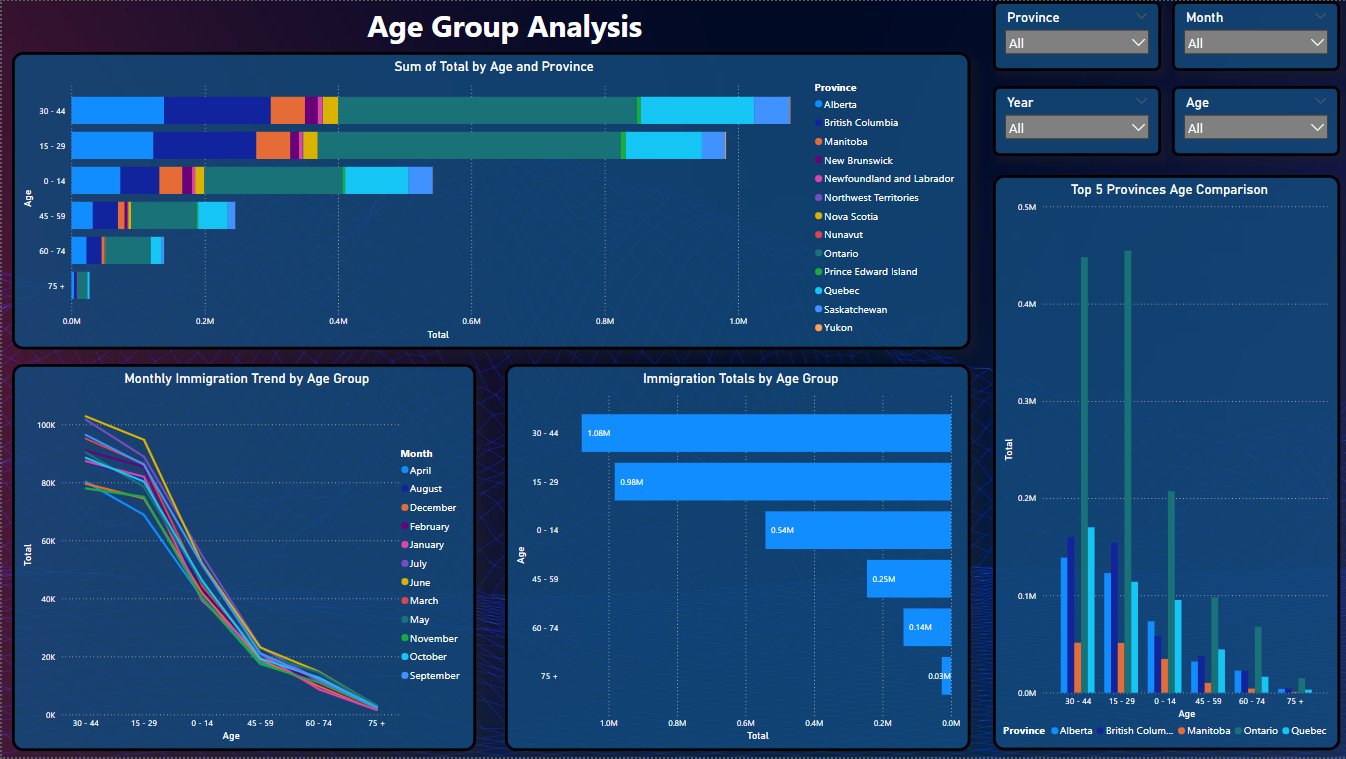 Age Group Analysis
Province
All
Month
All
Year
All
Age
All
Sum of Total by Age and Province
Age
30 - 44
15 - 29
0 - 14
45 - 59
60 - 74
75 +
0.0M 0.2M 0.4M 0.6M 0.8M 1.0M
Total
Province
Alberta
British Columbia
Manitoba
New Brunswick
Newfoundland and Labrador
Northwest Territories
Nova Scotia
Nunavut
Ontario
Prince Edward Island
Quebec
Saskatchewan
Yukon
Monthly Immigration Trend by Age Group
Total
100K
80K
60K
40K
20K
0K
30 - 44 15 - 29 0 - 14 45 - 59 60 - 74 75 +
Age
Month
April
August
December
February
January
July
June
March
May
November
October
September
Immigration Totals by Age Group
Age
30 - 44 1.08M
15 - 29 0.98M
0 - 14 0.54M
45 - 59 0.25M
60 - 74 0.14M
75 + 0.03M
1.0M 0.8M 0.6M 0.4M 0.2M 0.0M
Total
Top 5 Provinces Age Comparison
Total
0.5M
0.4M
0.3M
0.2M
0.1M
0.0M
30 - 44 15 - 29 0 - 14 45 - 59 60 - 74 75 +
Age
Province Alberta British Colum... Manitoba Ontario Quebec